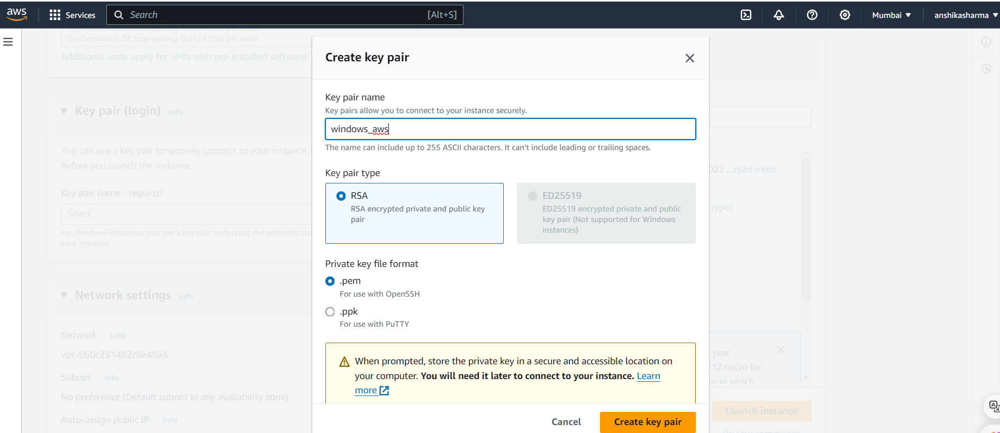 aws
Services
Search
[Alt+S]
Mumbai
anshikasharma
On-Demand SUSE base pricing: 0.0124 USD per Hour
Additional costs apply for AMIs with pre-installed software
Key pair (login) Info
You can use a key pair to securely connect to your instance.
before you launch the instance.
Key pair name - required
Select
For Windows instances, you use a key pair to decrypt the administrato
your instance.
Network settings Info
Network Info
vpc-060c231482c8e49a3
Subnet Info
No preference (Default subnet in any availability zone)
Auto-assign public IP Info
Create key pair
Key pair name
Key pairs allow you to connect to your instance securely.
windows_aws
The name can include up to 255 ASCII characters. It can't include leading or trailing spaces.
Key pair type
RSA
RSA encrypted private and public key
pair
ED25519
ED25519 encrypted private and public
key pair (Not supported for Windows
instances)
Private key file format
.pem
For use with OpenSSH
.ppk
For use with PuTTY
When prompted, store the private key in a secure and accessible location on
your computer. You will need it later to connect to your instance. Learn
more
Cancel
Create key pair
022 ...read more
type)
year
t2.micro (or
in which
Launch instance